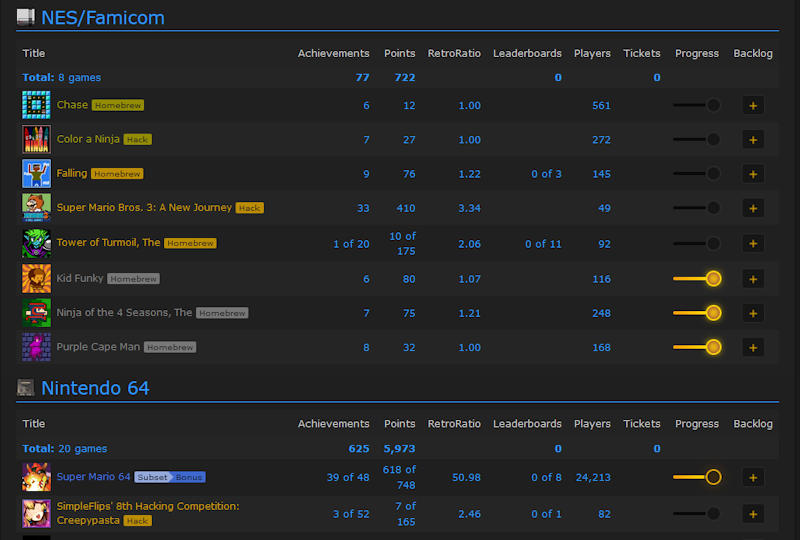 NES/Famicom
Title Achievements Points RetroRatio Leaderboards Players Tickets Progress Backlog
Total: 8 games 77 722 0 0
Chase Homebrew 6 12 1.00 561 +
Color a Ninja Hack 7 27 1.00 272 +
Falling Homebrew 9 76 1.22 0 of 3 145 +
Super Mario Bros. 3: A New Journey Hack 33 410 3.34 49 +
Tower of Turmoil, The Homebrew 1 of 20 10 of 175 2.06 0 of 11 92 +
Kid Funky Homebrew 6 80 1.07 116 +
Ninja of the 4 Seasons, The Homebrew 7 75 1.21 248 +
Purple Cape Man Homebrew 8 32 1.00 168 +
Nintendo 64
Title Achievements Points RetroRatio Leaderboards Players Tickets Progress Backlog
Total: 20 games 625 5,973 0 0
Super Mario 64 Subset Bonus 39 of 48 618 of 748 50.98 0 of 8 24,213 +
SimpleFlips' 8th Hacking Competition:
Creepypasta Hack 3 of 52 7 of 165 2.46 0 of 1 82 +